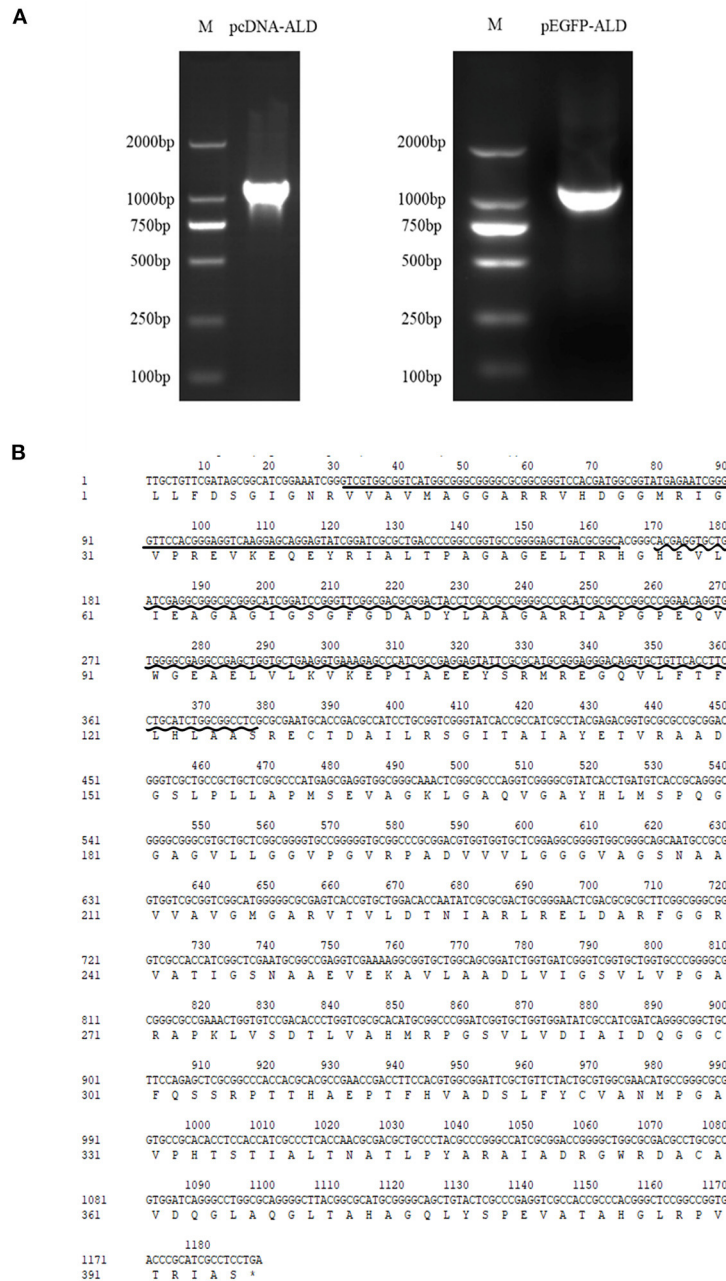 A
M pcDNA-ALD
2000bp
1000bp
750bp
500bp
250bp
100bp
M pEGFP-ALD
2000bp
1000bp
750bp
500bp
250bp
100bp
B
10 20 30 40 50 60 70 80 90
1 TTGCTGTTCGATAGCGGCATCGGAAATCGGGTCGTGGCGGTCATGGCGGGCGGGGCGCGGCGGGTCCACGATGGCGGTATGAGAATCGGG
1 L L F D S G I G N R V V A V M A G G A R R V H D G G M R I G
100 110 120 130 140 150 160 170 180
91 GTTCCACGGGAGGTCAAGGAGCAGGAGTATCGGATCGCGCTGACCCCGGCCGGTGCCGGGGAGCTGACGCGGCACGGGCACGAGGTGCTG
31 V P R E V K E Q E Y R I A L T P A G A G E L T R H G H E V L
190 200 210 220 230 240 250 260 270
181 ATCGAGGCGGGCGCGGGCATCGGATCCGGGTTCGGCGACGCGGACTACCTCGCCGCCGGGGCCCGCATCGCGCCCGGCCCGGAACAGGTG
61 I E A G A G I G S G F G D A D Y L A A G A R I A P G P E Q V
280 290 300 310 320 330 340 350 360
271 TGGGGCGAGGCCGAGCTGGTGCTGAAGGTGAAAGAGCCCATCGCCGAGGAGTATTCGCGCATGCGGGAGGGACAGGTGCTGTTCACCTTC
91 W G E A E L V L K V K E P I A E E Y S R M R E G Q V L F T F
370 380 390 400 410 420 430 440 450
361 CTGCATCTGGCGGCCTCGCGCGAATGCACCGACGCCATCCTGCGGTCGGGTATCACCGCCATCGCCTACGAGACGGTGCGCGCCGCGGAC
121 L H L A A S R E C T D A I L R S G I T A I A Y E T V R A A D
460 470 480 490 500 510 520 530 540
451 GGGTCGCTGCCGCTGCTCGCGCCCATGAGCGAGGTGGCGGGCAAACTCGGCGCCCAGGTCGGGGCGTATCACCTGATGTCACCGCAGGGC
151 G S L P L L A P M S E V A G K L G A Q V G A Y H L M S P Q G
550 560 570 580 590 600 610 620 630
541 GGGGCGGGCGTGCTGCTCGGCGGGGTGCCGGGGGTGCGGCCCGCGGACGTGGTGGTGCTCGGAGGCGGGGTGGCGGGCAGCAATGCCGCG
181 G A G V L L G G V P G V R P A D V V V L G G G V A G S N A A
640 650 660 670 680 690 700 710 720
631 GTGGTCGCGGTCGGCATGGGGGCGCGAGTCACCGTGCTGGACACCAATATCGCGCGACTGCGGGAACTCGACGCGCGCTTCGGCGGGCGG
211 V V A V G M G A R V T V L D T N I A R L R E L D A R F G G R
730 740 750 760 770 780 790 800 810
721 GTCGCCACCATCGGCTCGAATGCGGCCGAGGTCGAAAAGGCGGTGCTGGCAGCGGATCTGGTGATCGGGTCGGTGCTGGTGCCCGGGGCG
241 V A T I G S N A A E V E K A V L A A D L V I G S V L V P G A
820 830 840 850 860 870 880 890 900
811 CGGGCGCCGAAACTGGTGTCCGACACCCTGGTCGCGCACATGCGGCCCGGATCGGTGCTGGTGGATATCGCCATCGATCAGGGCGGCTGC
271 R A P K L V S D T L V A H M R P G S V L V D I A I D Q G G C
910 920 930 940 950 960 970 980 990
901 TTCCAGAGCTCGCGGCCCACCACGCACGCCGAACCGACCTTCCACGTGGCGGATTCGCTGTTCTACTGCGTGGCGAACATGCCGGGCGCG
301 F Q S S R P T T H A E P T F H V A D S L F Y C V A N M P G A
1000 1010 1020 1030 1040 1050 1060 1070 1080
991 GTGCCGCACACCTCCACCATCGCCCTCACCAACGCGACGCTGCCCTACGCCCGGGCCATCGCGGACCGGGGCTGGCGCGACGCCTGCGCC
331 V P H T S T I A L T N A T L P Y A R A I A D R G W R D A C A
1090 1100 1110 1120 1130 1140 1150 1160 1170
1081 GTGGATCAGGGCCTGGCGCAGGGGCTTACGGCGCATGCGGGGCAGCTGTACTCGCCCGAGGTCGCCACCGCCCACGGGCTCCGGCCGGTG
361 V D Q G L A Q G L T A H A G Q L Y S P E V A T A H G L R P V
1180
1171 ACCCGCATCGCCTCCTGA
391 T R I A S *